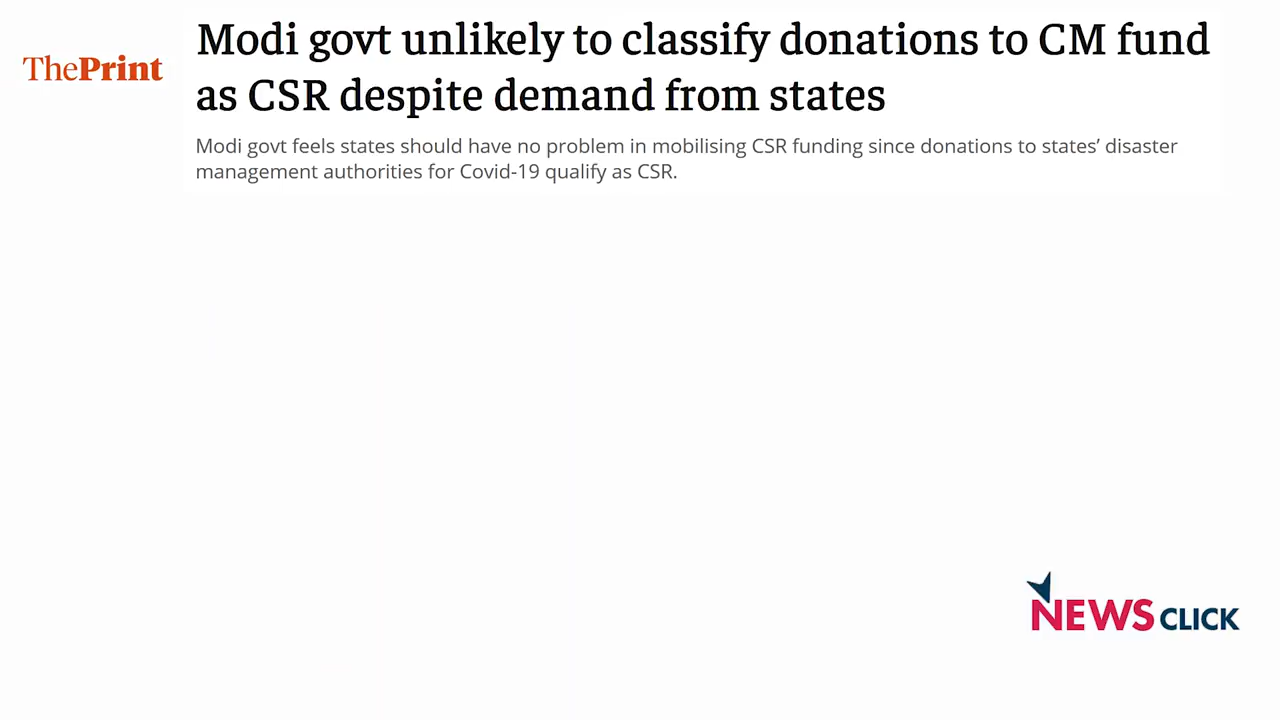 ThePrint
Modi govt unlikely to classify donations to CM fund
as CSR despite demand from states
Modi govt feels states should have no problem in mobilising CSR funding since donations to states’ disaster
management authorities for Covid-19 qualify as CSR.
NEWSCLICK